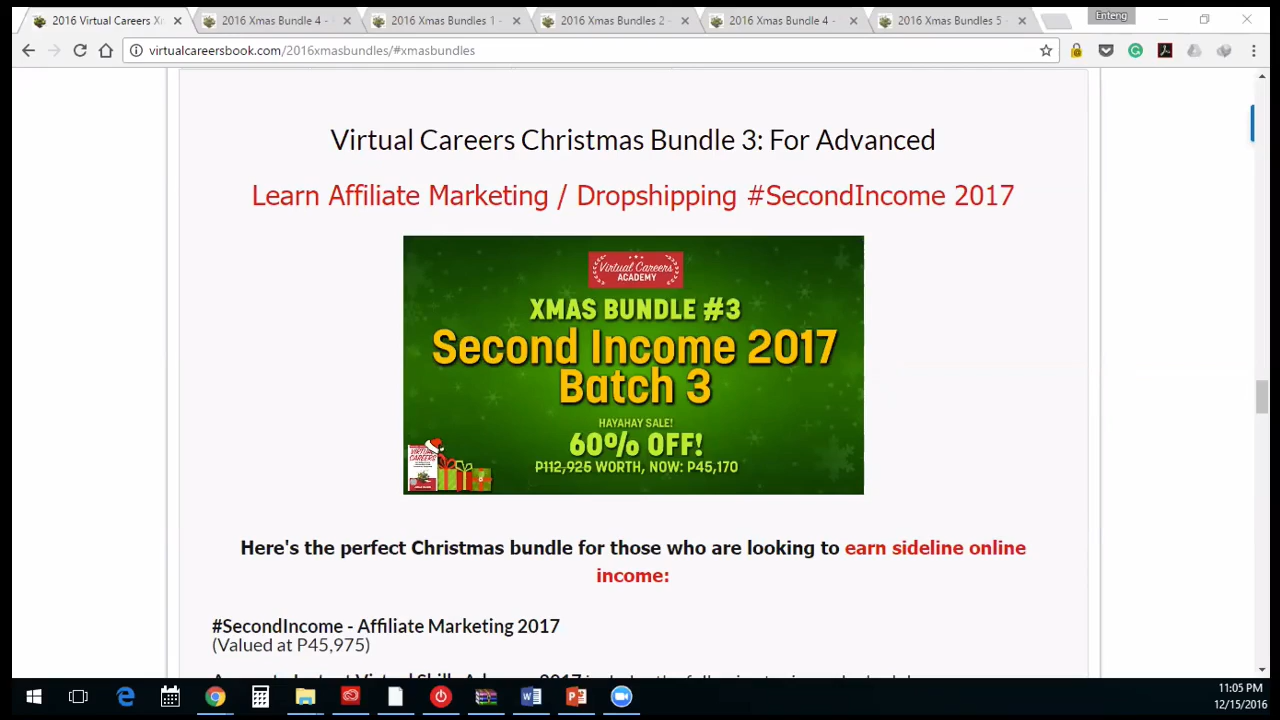 2016 Virtual Careers Xm
2016 Xmas Bundle 4 -
2016 Xmas Bundles 1 -
2016 Xmas Bundles 2 -
2016 Xmas Bundle 4 -
2016 Xmas Bundles 5 -
Enteng
virtualcareersbook.com/2016xmasbundles/#xmasbundles
Virtual Careers Christmas Bundle 3: For Advanced
Learn Affiliate Marketing / Dropshipping #SecondIncome 2017
Virtual Careers
ACADEMY
XMAS BUNDLE #3
Second Income 2017
Batch 3
HAYAHAY SALE!
60% OFF!
P112,925 WORTH, NOW: P45,170
VIRTUAL
CAREERS
Here's the perfect Christmas bundle for those who are looking to earn sideline online
income:
#SecondIncome - Affiliate Marketing 2017
(Valued at P45,975)
11:05 PM
12/15/2016